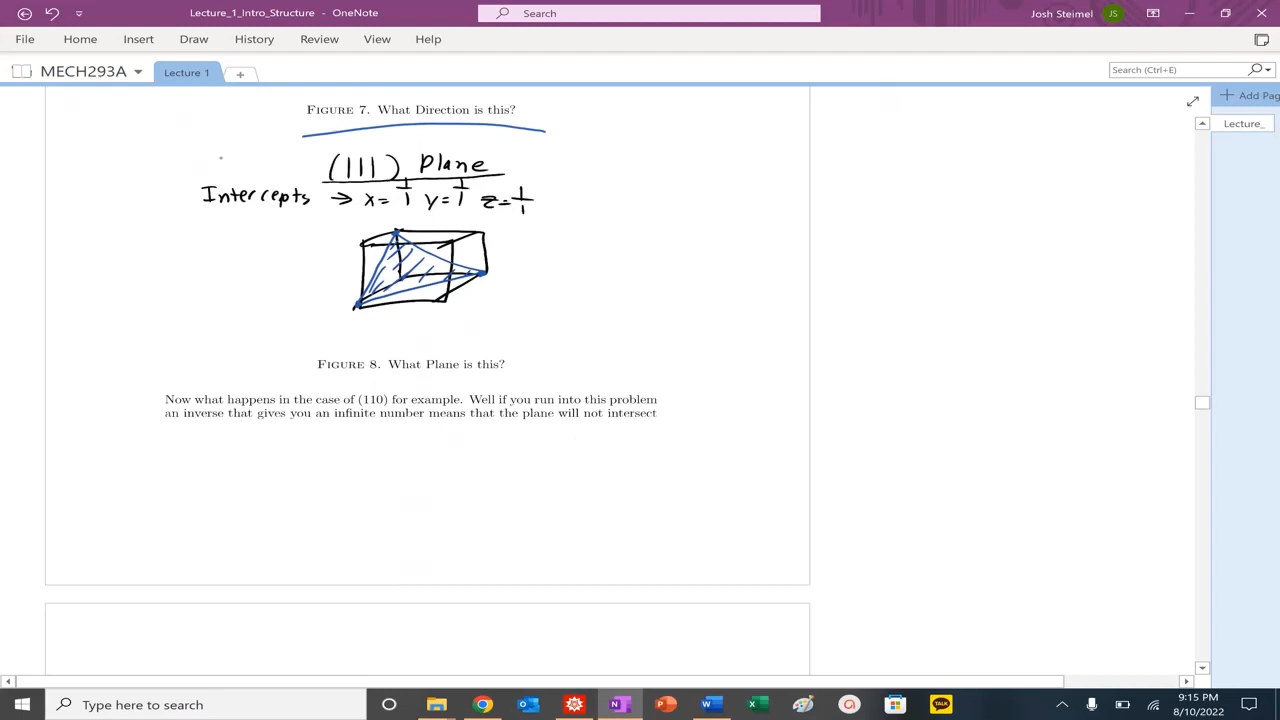 Lecture_1_Intro_Structure - OneNote
Search
Josh Steimel
JS
File Home Insert Draw History Review View Help
MECH293A
Lecture 1
Search (Ctrl+E)
FIGURE 7. What Direction is this?
Add Pag
Lecture_
(111) Plane
Intercepts → x = 1/1 y = 1/1 z = 1/1
FIGURE 8. What Plane is this?
Now what happens in the case of (110) for example. Well if you run into this problem
an inverse that gives you an infinite number means that the plane will not intersect
Type here to search
TALK
9:15 PM
8/10/2022